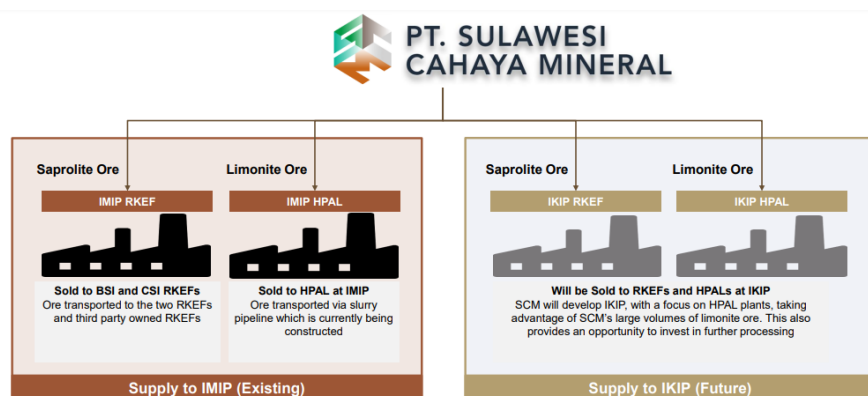 PT. SULAWESI
CAHAYA MINERAL
Saprolite Ore
Limonite Ore
IMIP RKEF
IMIP HPAL
Sold to BSI and CSI RKEFs
Ore transported to the two RKEFs
and third party owned RKEFs
Sold to HPAL at IMIP
Ore transported via slurry
pipeline which is currently being
constructed
Supply to IMIP (Existing)
Saprolite Ore
Limonite Ore
IKIP RKEF
IKIP HPAL
Will be Sold to RKEFs and HPALs at IKIP
SCM will develop IKIP, with a focus on HPAL plants, taking
advantage of SCM's large volumes of limonite ore. This also
provides an opportunity to invest in further processing
Supply to IKIP (Future)